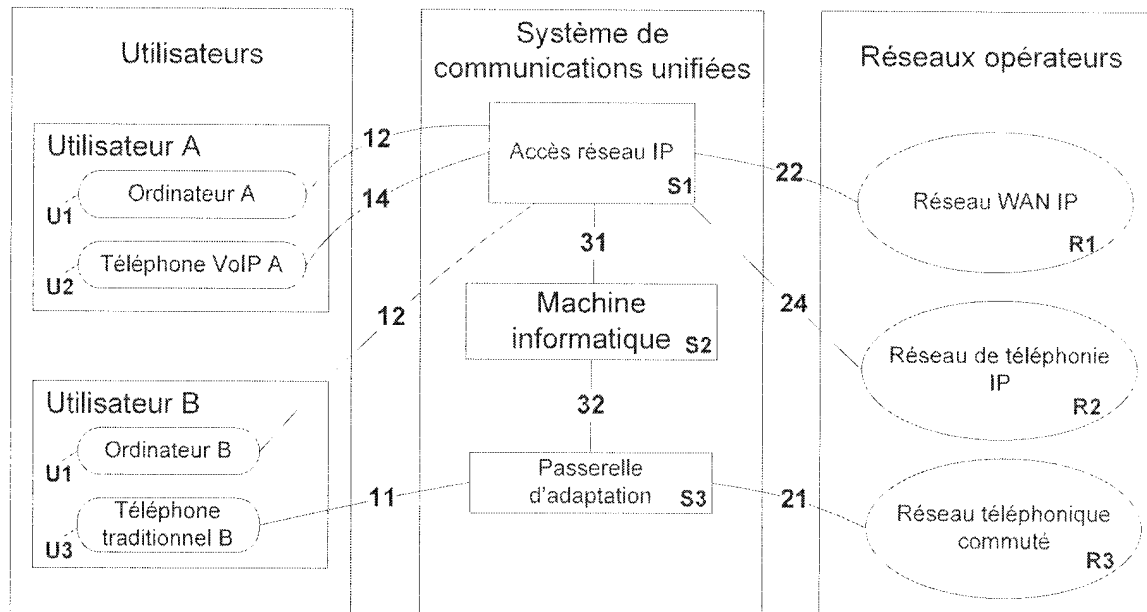 Utilisateurs
Utilisateur A
Ordinateur A
U1
Téléphone VoIP A
U2
Utilisateur B
Ordinateur B
U1
Téléphone
traditionnel B
U3
12
14
12
11
Système de
communications unifiées
Accès réseau IP
S1
31
Machine
informatique
S2
32
Passerelle
d'adaptation
S3
22
24
21
Réseaux opérateurs
Réseau WAN IP
R1
Réseau de téléphonie
IP
R2
Réseau téléphonique
commuté
R3